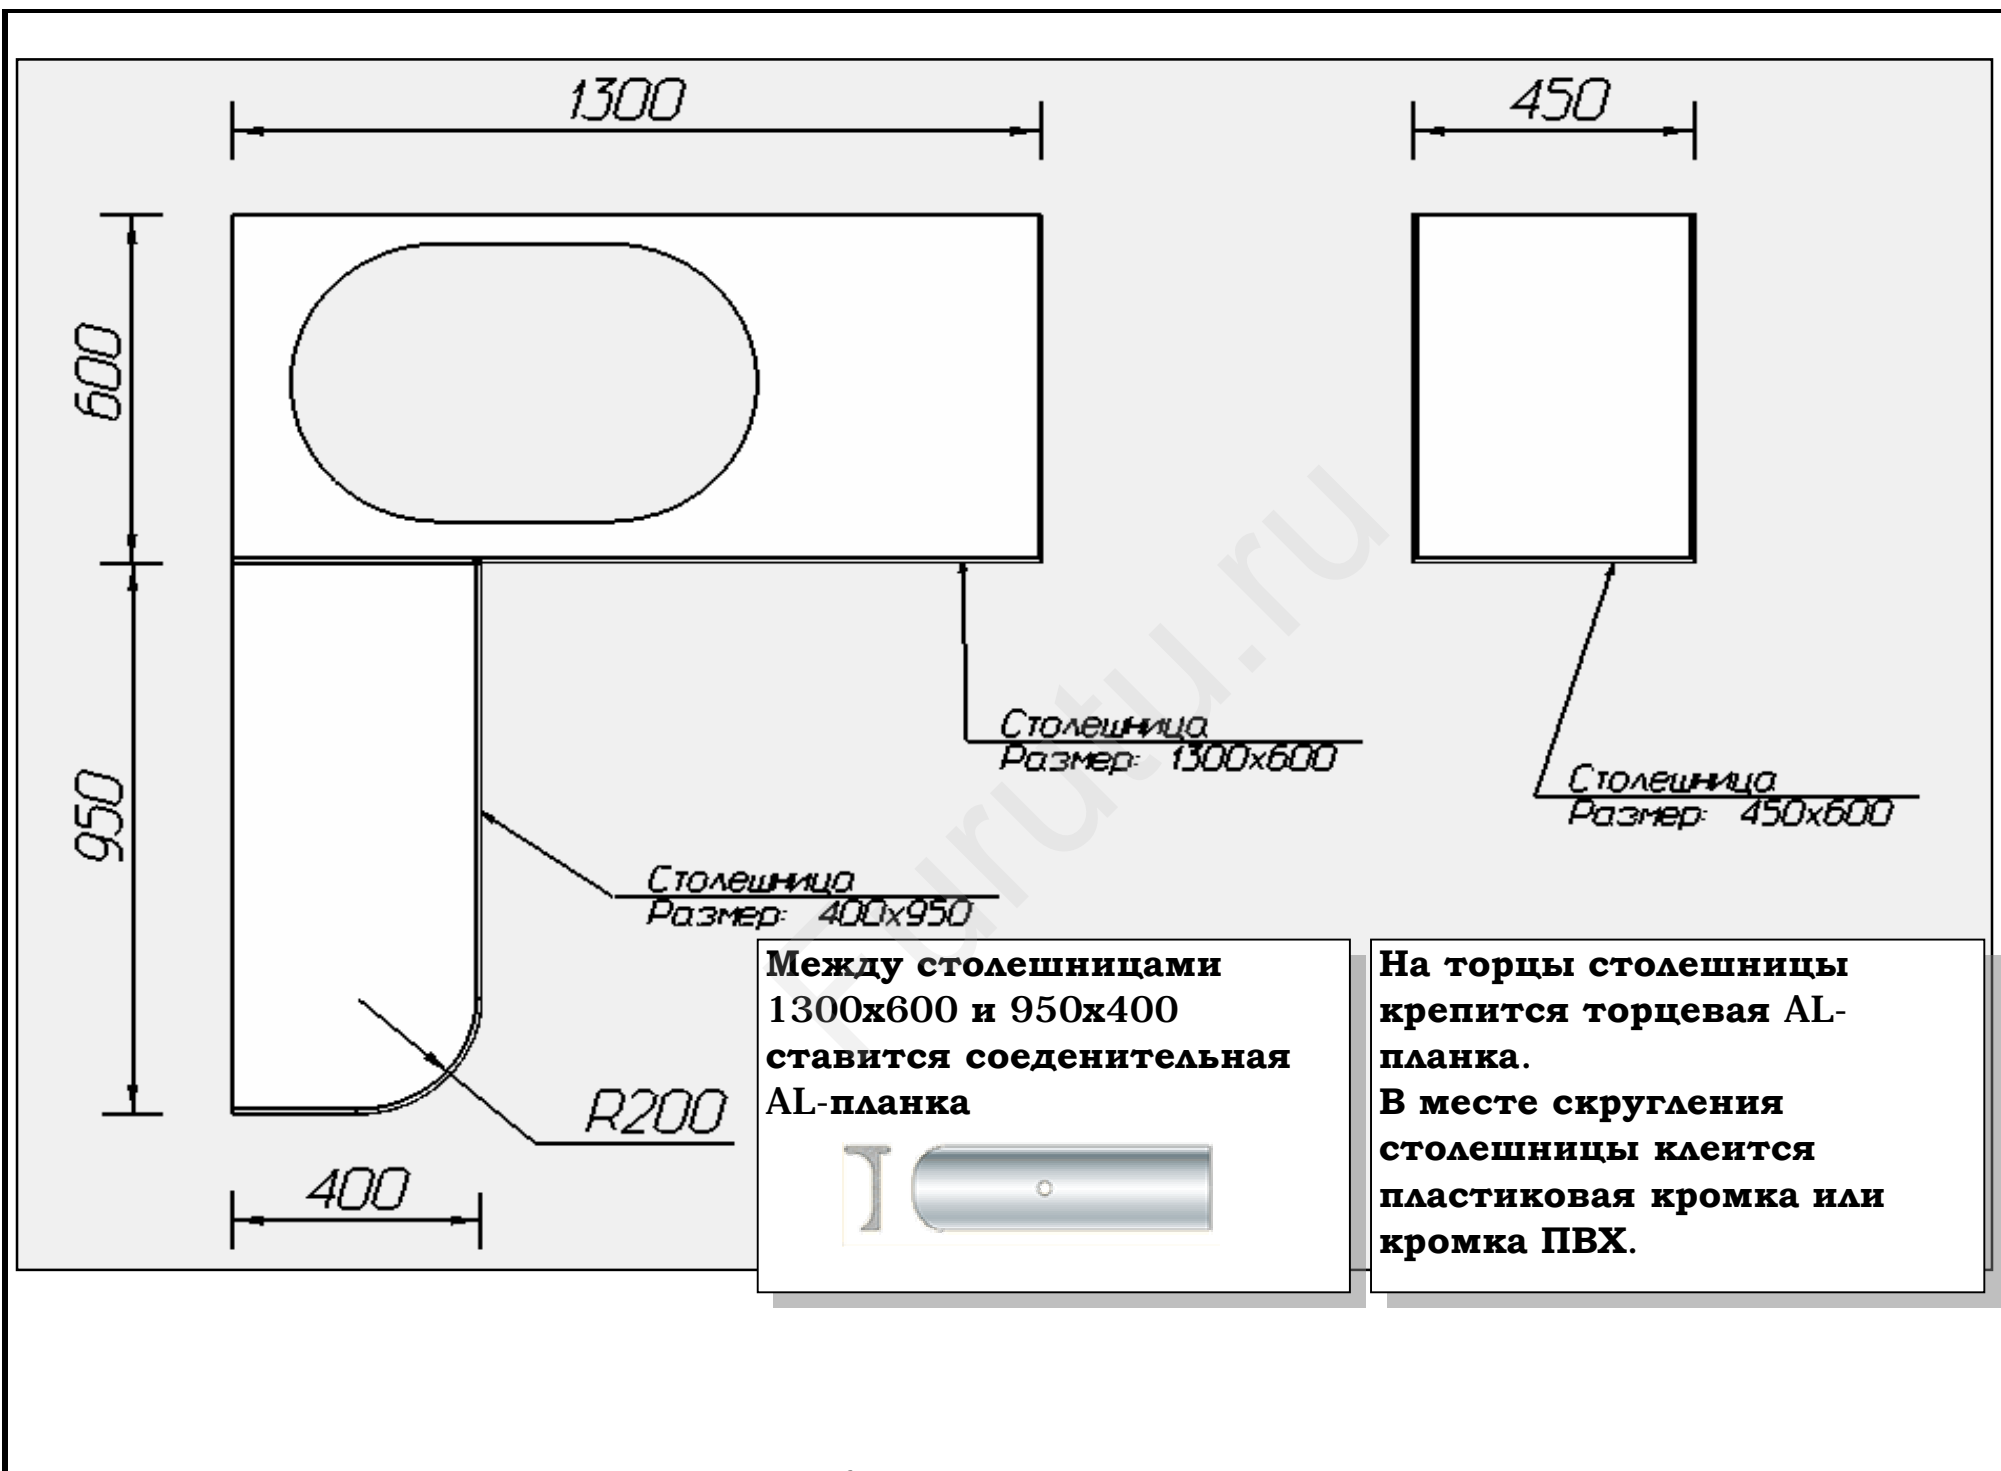 1300
450
600
Столешница
Размер: 1300х600
Столешница
Размер: 450х600
950
Столешница
Размер: 400х950
R200
400
Между столешницами
1300х600 и 950х400
ставится соеденительная
AL-планка
На торцы столешницы
крепится торцевая AL-
планка.
В месте скругления
столешницы клеится
пластиковая кромка или
кромка ПВХ.
Furutu.ru